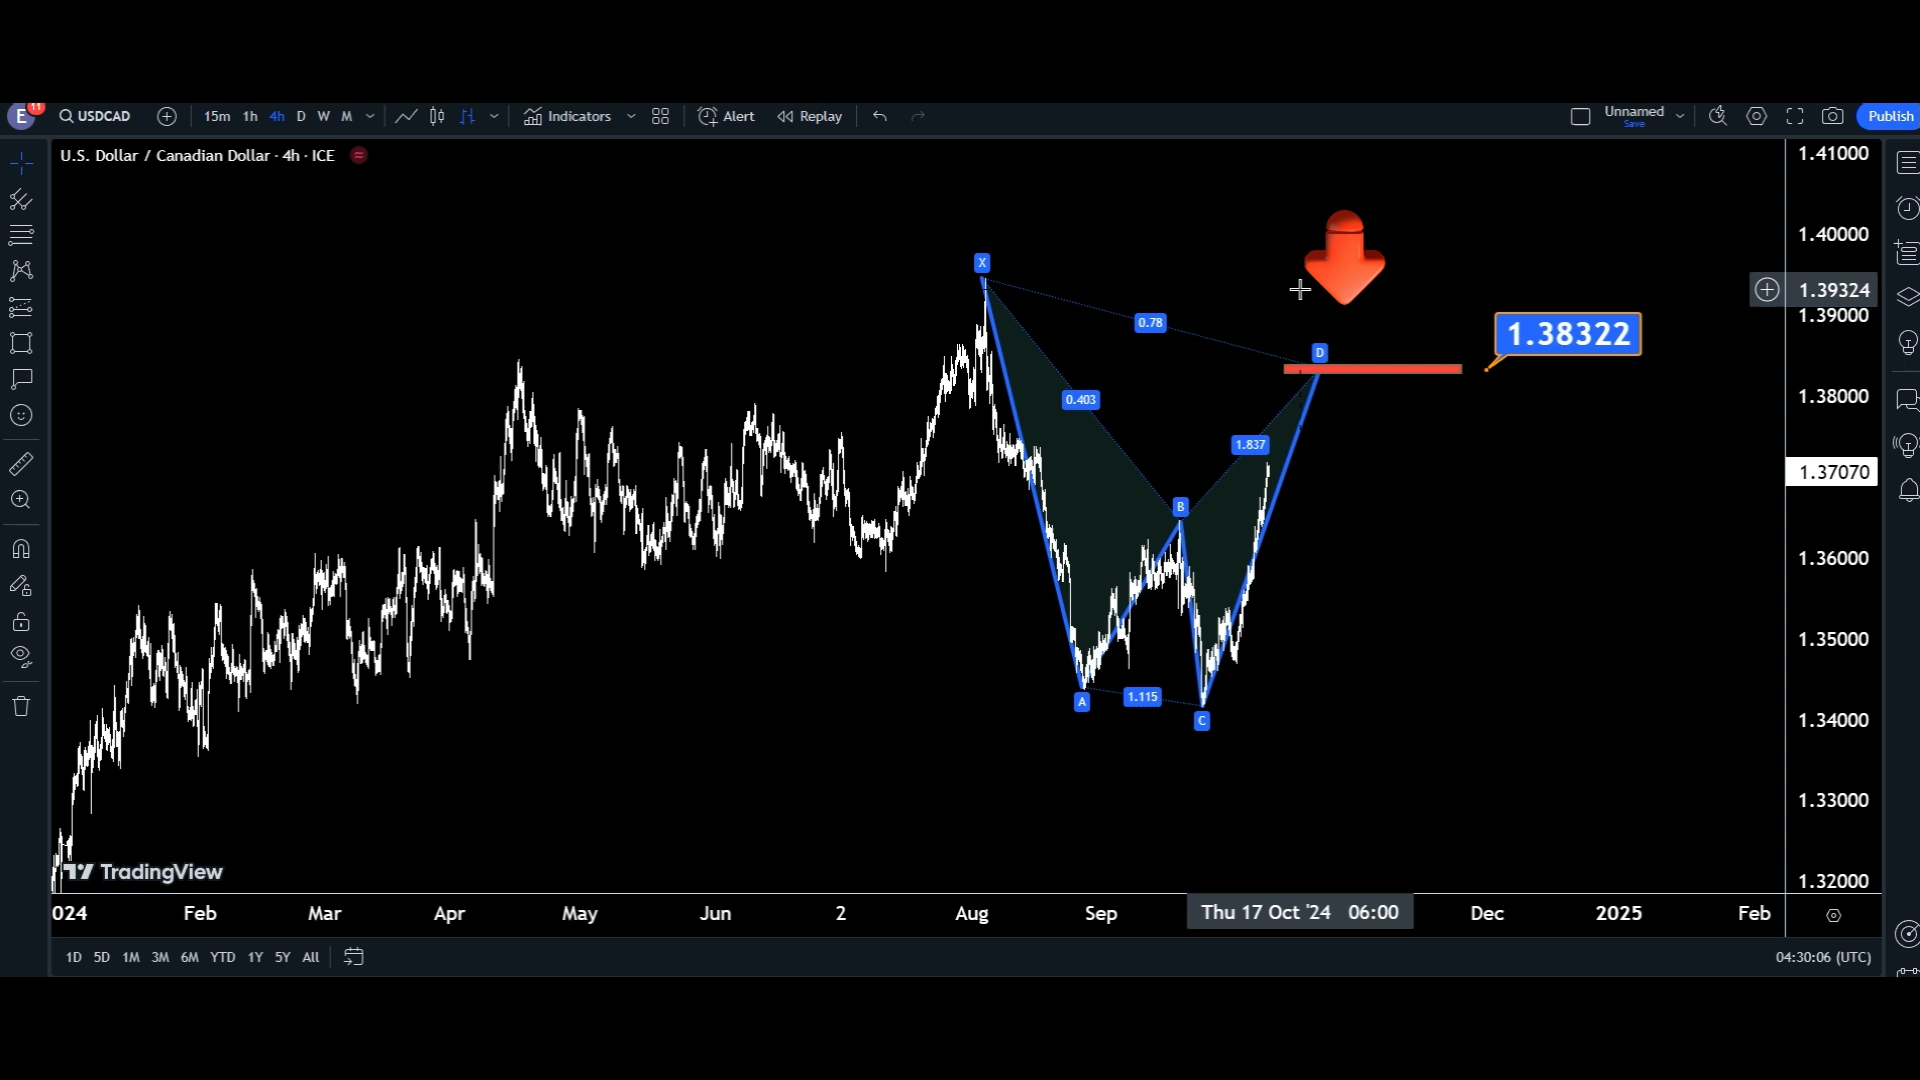 E 11 USDCAD 15m 1h 4h D W M Indicators Alert Replay Unnamed Save Publish
U.S. Dollar / Canadian Dollar · 4h · ICE
1.41000
1.40000
X
1.39324
1.39000
0.78
1.38322
D
0.403
1.38000
1.837
1.37070
B
1.36000
1.35000
A
1.115
C
1.34000
1.33000
TradingView
1.32000
024 Feb Mar Apr May Jun 2 Aug Sep Thu 17 Oct '24 06:00 Dec 2025 Feb
1D 5D 1M 3M 6M YTD 1Y 5Y All 04:30:06 (UTC)